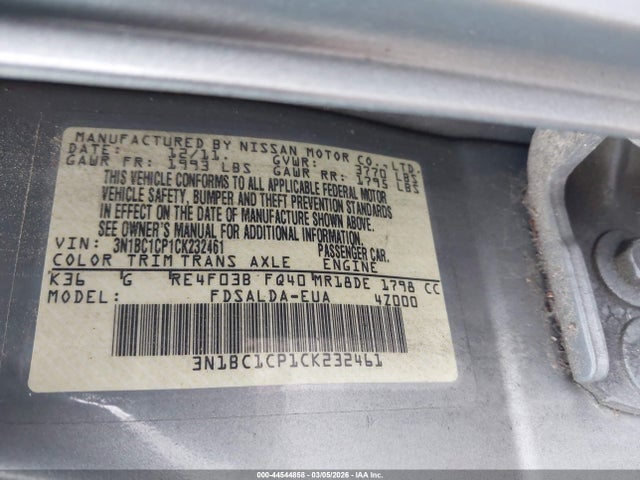 MANUFACTURED BY NISSAN MOTOR CO.,LTD.
DATE: 12/11. GVWR: 3770 LBS
GAWR FR: 1993 LBS GAWR RR: 1795 LBS
THIS VEHICLE CONFORMS TO ALL APPLICABLE FEDERAL MOTOR
VEHICLE SAFETY, BUMPER AND THEFT PREVENTION STANDARDS
IN EFFECT ON THE DATE OF MANUFACTURE SHOWN ABOVE.
SEE OWNER'S MANUAL FOR ADDITIONAL INFORMATION.
VIN: 3N1BC1CP1CK232461 PASSENGER CAR.
COLOR TRIM TRANS AXLE ENGINE
K36 G RE4F03B FQ40 MR18DE 1798 CC
MODEL: FDSALDA-EUA 4Z000
3N1BC1CP1CK232461
000-44544858 - 03/05/2026 - IAA Inc.